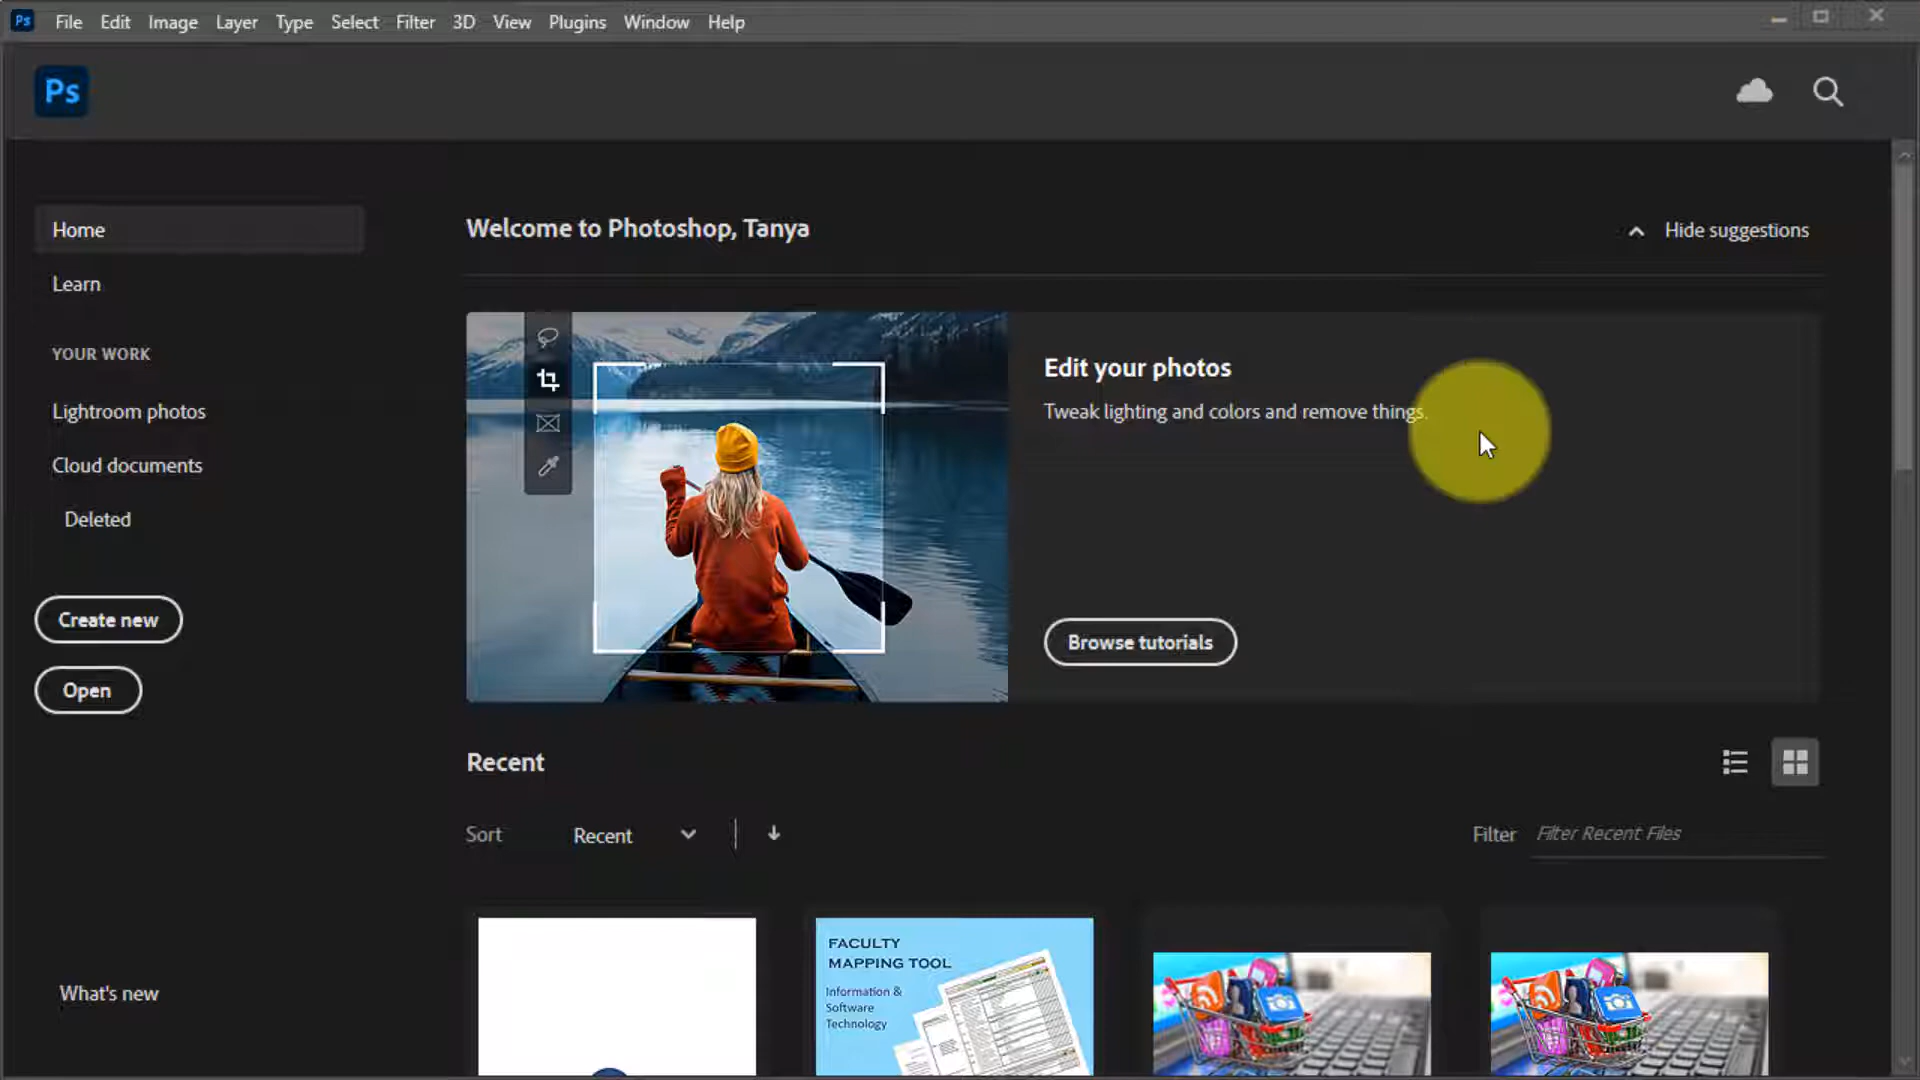 Ps File Edit Image Layer Type Select Filter 3D View Plugins Window Help
Ps
Home
Learn
YOUR WORK
Lightroom photos
Cloud documents
Deleted
Create new
Open
What's new
Welcome to Photoshop, Tanya
Hide suggestions
Edit your photos
Tweak lighting and colors and remove things.
Browse tutorials
Recent
Sort Recent
Filter Filter Recent Files
FACULTY
MAPPING TOOL
Information &
Software
Technology